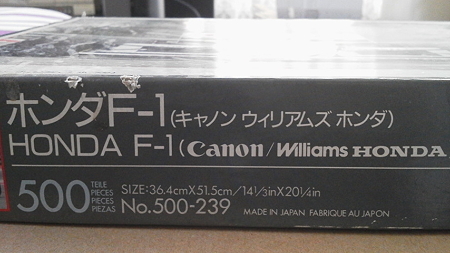 ホンダF-1(キャノン ウィリアムズ ホンダ)
HONDA F-1 (Canon/Williams HONDA
500 TEILE PIECES PIECES PIEZAS
SIZE:36.4cmX51.5cm/14⅓inX20¼in
No.500-239 MADE IN JAPAN FABRIQUE AU JAPON